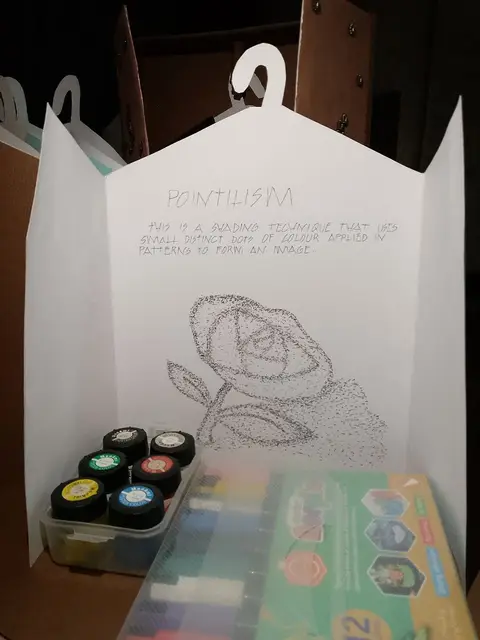 POINTILISM
THIS IS A SHADING TECHNIQUE THAT USES
SMALL DISTINCT DOTS OF COLOUR APPLIED IN
PATTERNS TO FORM AN IMAGE.
12